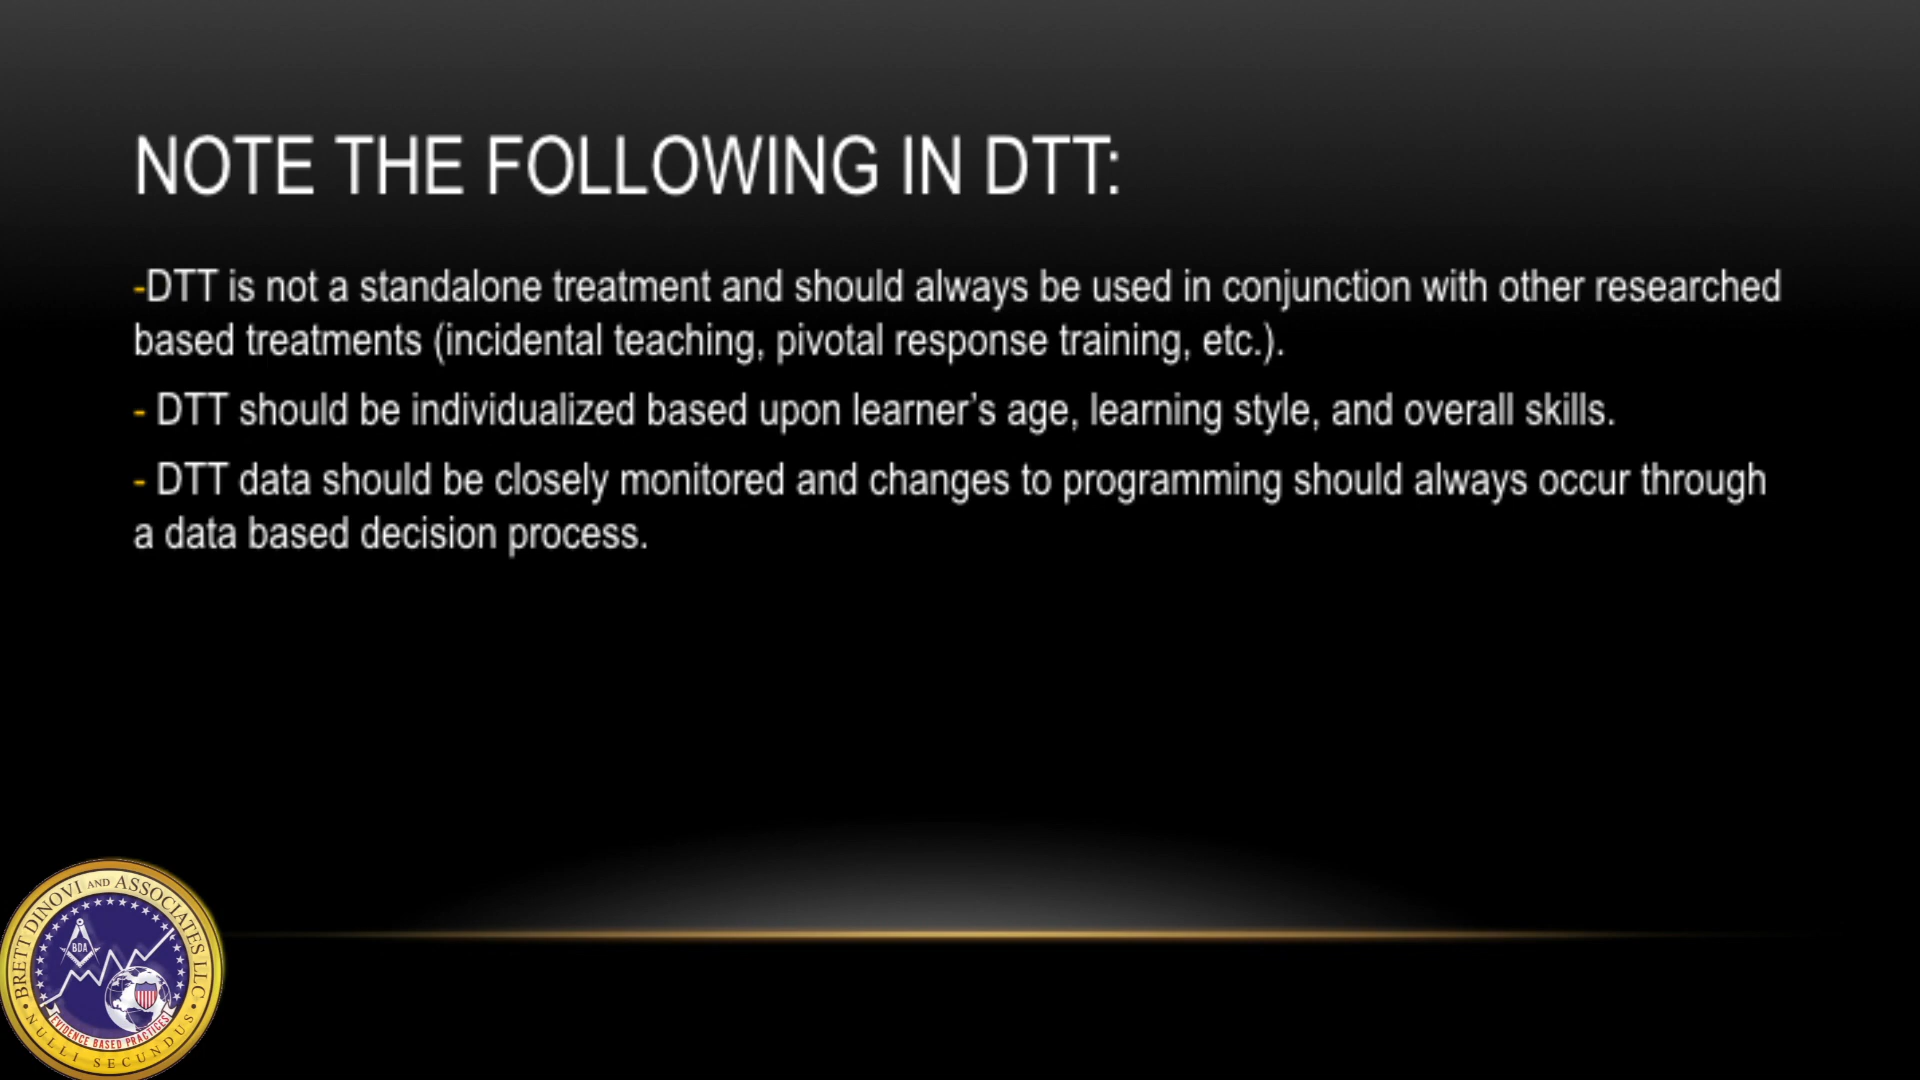 NOTE THE FOLLOWING IN DTT:
-DTT is not a standalone treatment and should always be used in conjunction with other researched
based treatments (incidental teaching, pivotal response training, etc.).
- DTT should be individualized based upon learner’s age, learning style, and overall skills.
- DTT data should be closely monitored and changes to programming should always occur through
a data based decision process.
BRETT DINOVI AND ASSOCIATES LLC
BDA
EVIDENCE BASED PRACTICES
NULLI SECUNDUS